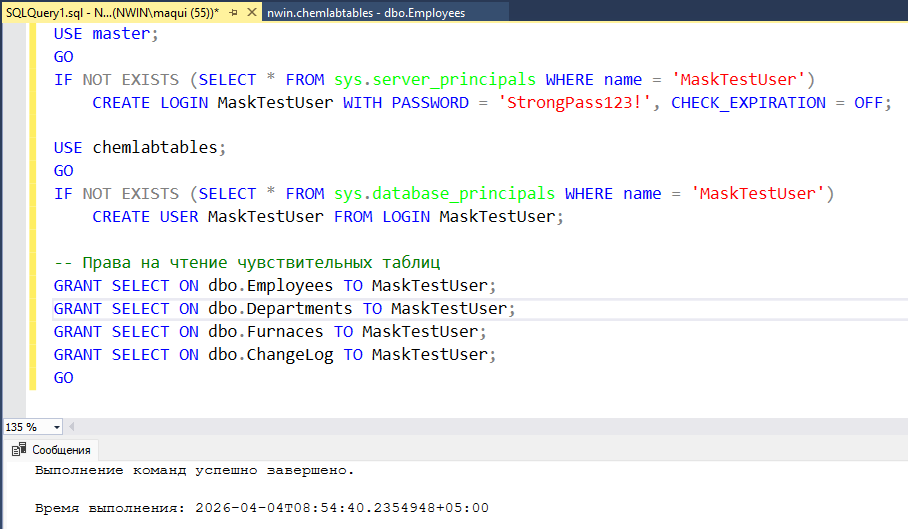 SQLQuery1.sql - N...(NWIN\maqui (55))* nwin.chemlabtables - dbo.Employees
USE master;
GO
IF NOT EXISTS (SELECT * FROM sys.server_principals WHERE name = 'MaskTestUser')
    CREATE LOGIN MaskTestUser WITH PASSWORD = 'StrongPass123!', CHECK_EXPIRATION = OFF;

USE chemlabtables;
GO
IF NOT EXISTS (SELECT * FROM sys.database_principals WHERE name = 'MaskTestUser')
    CREATE USER MaskTestUser FROM LOGIN MaskTestUser;

-- Права на чтение чувствительных таблиц
GRANT SELECT ON dbo.Employees TO MaskTestUser;
GRANT SELECT ON dbo.Departments TO MaskTestUser;
GRANT SELECT ON dbo.Furnaces TO MaskTestUser;
GRANT SELECT ON dbo.ChangeLog TO MaskTestUser;
GO
135 %
Сообщения
Выполнение команд успешно завершено.

Время выполнения: 2026-04-04T08:54:40.2354948+05:00